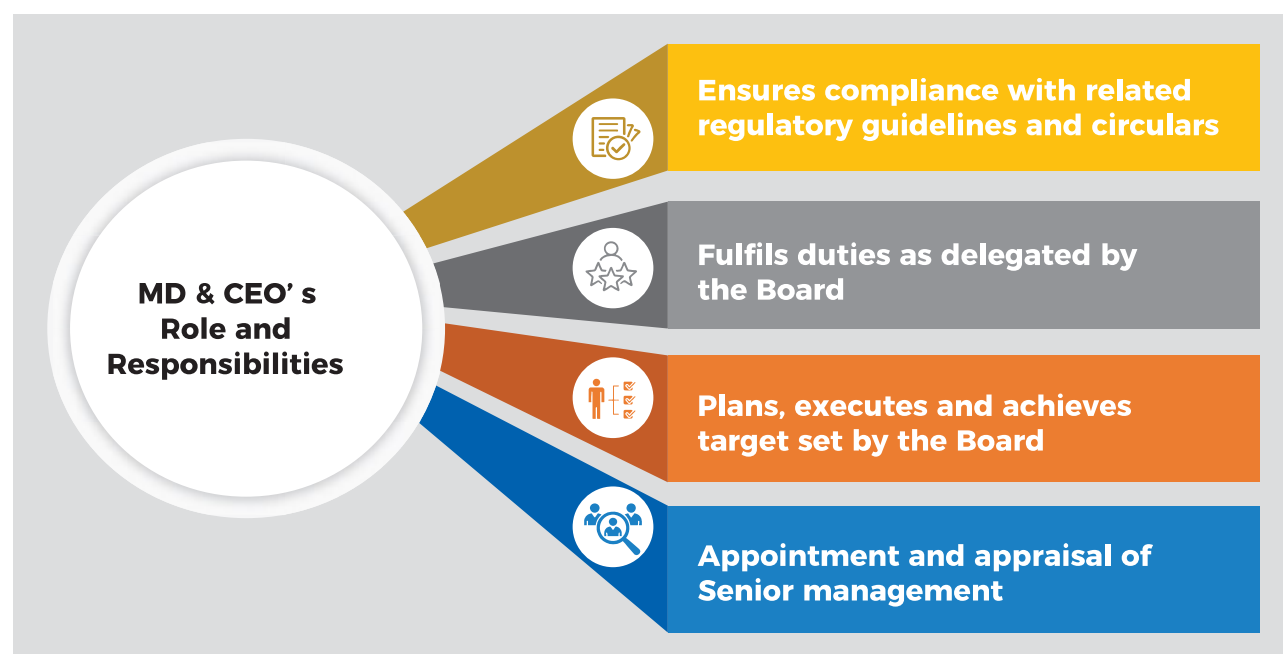 MD & CEO' s
Role and
Responsibilities
Ensures compliance with related
regulatory guidelines and circulars
Fulfils duties as delegated by
the Board
Plans, executes and achieves
target set by the Board
Appointment and appraisal of
Senior management